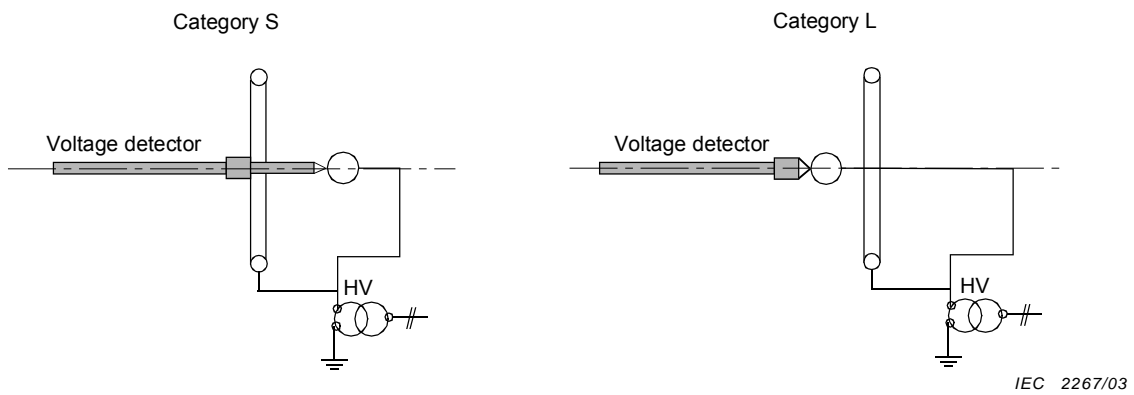 Category S
Category L
Voltage detector
Voltage detector
HV
HV
IEC 2267/03